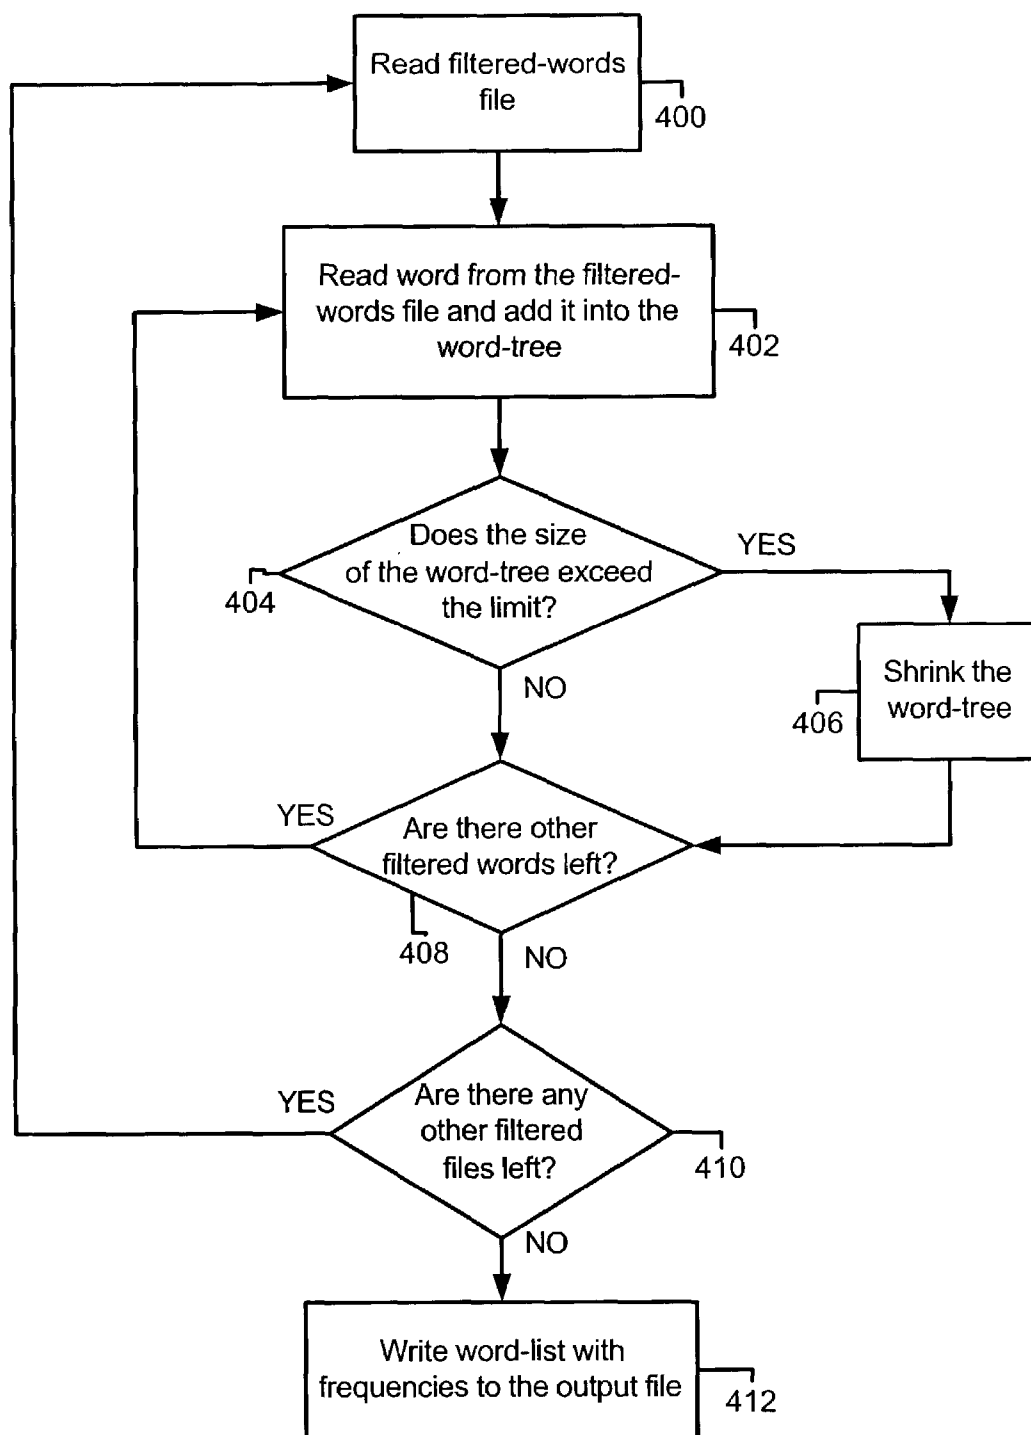 Read filtered-words
file
400
Read word from the filtered-
words file and add it into the
word-tree
402
Does the size
of the word-tree exceed
the limit?
404
YES
NO
Shrink the
word-tree
406
Are there other
filtered words left?
YES
408
NO
Are there any
other filtered
files left?
YES
410
NO
Write word-list with
frequencies to the output file
412